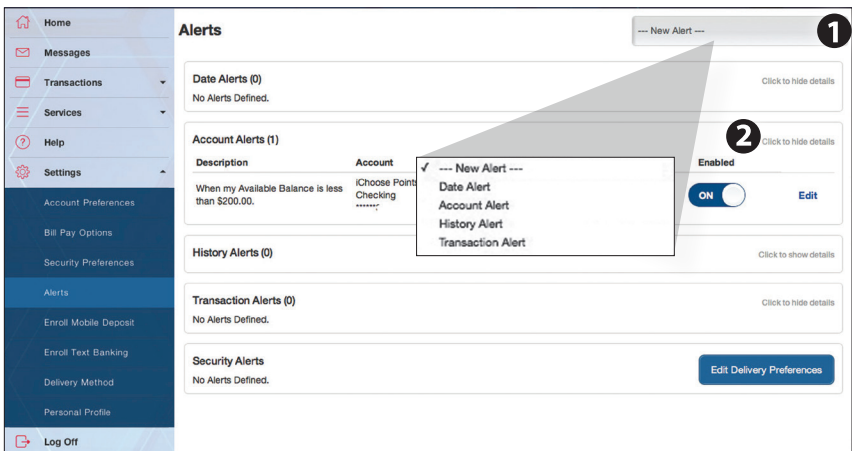 Home
Messages
Transactions
Services
Help
Settings
Account Preferences
Bill Pay Options
Security Preferences
Alerts
Enroll Mobile Deposit
Enroll Text Banking
Delivery Method
Personal Profile
Log Off
Alerts
--- New Alert ---
1
Date Alerts (0)
Click to hide details
No Alerts Defined.
2
Account Alerts (1)
Click to hide details
Description Account Enabled
When my Available Balance is less
than $200.00.
iChoose Points
Checking
ON Edit
✓ --- New Alert ---
Date Alert
Account Alert
History Alert
Transaction Alert
History Alerts (0)
Click to show details
Transaction Alerts (0)
Click to hide details
No Alerts Defined.
Security Alerts
No Alerts Defined.
Edit Delivery Preferences